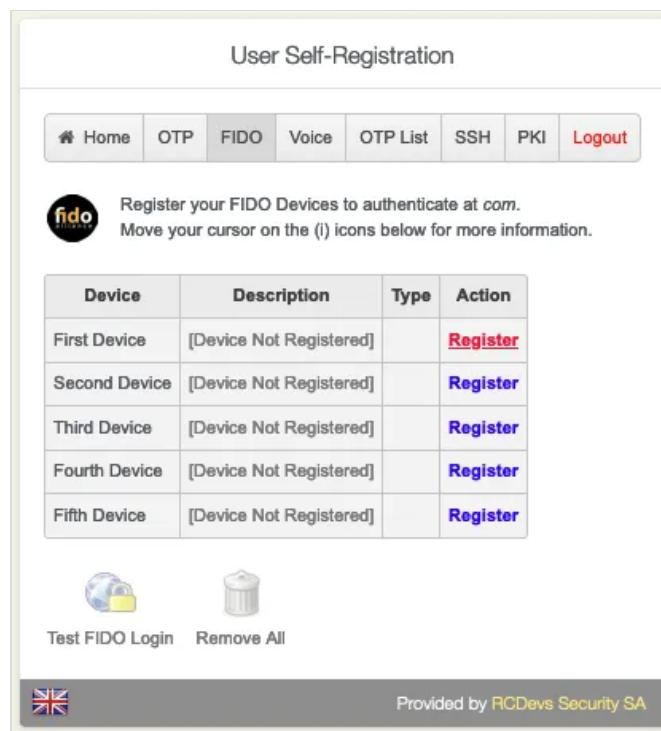 User Self-Registration
Home OTP FIDO Voice OTP List SSH PKI Logout
fido
alliance
Register your FIDO Devices to authenticate at com.
Move your cursor on the (i) icons below for more information.
Device Description Type Action
First Device [Device Not Registered] Register
Second Device [Device Not Registered] Register
Third Device [Device Not Registered] Register
Fourth Device [Device Not Registered] Register
Fifth Device [Device Not Registered] Register
Test FIDO Login Remove All
Provided by RCDevs Security SA